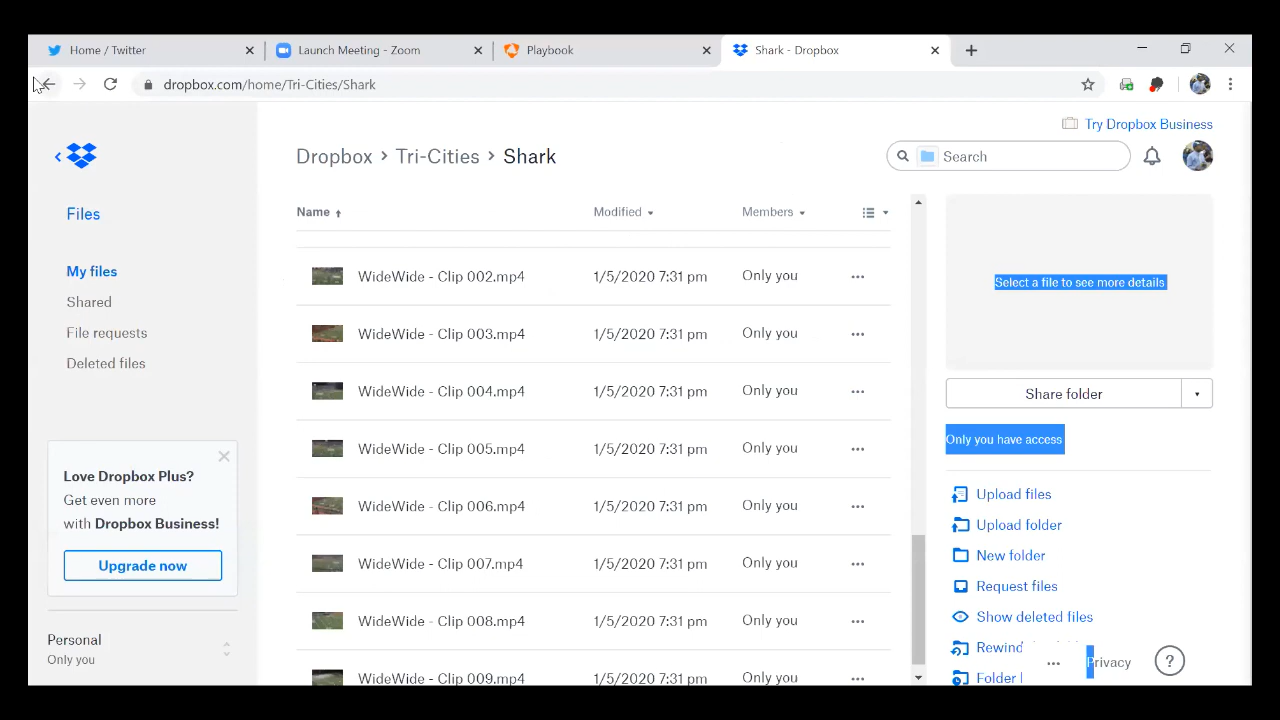 Home / Twitter
Launch Meeting - Zoom
Playbook
Shark - Dropbox
dropbox.com/home/Tri-Cities/Shark
Try Dropbox Business
Dropbox > Tri-Cities > Shark
Search
Files
My files
Shared
File requests
Deleted files
Love Dropbox Plus?
Get even more
with Dropbox Business!
Upgrade now
Personal
Only you
Name Modified Members
WideWide - Clip 002.mp4 1/5/2020 7:31 pm Only you
WideWide - Clip 003.mp4 1/5/2020 7:31 pm Only you
WideWide - Clip 004.mp4 1/5/2020 7:31 pm Only you
WideWide - Clip 005.mp4 1/5/2020 7:31 pm Only you
WideWide - Clip 006.mp4 1/5/2020 7:31 pm Only you
WideWide - Clip 007.mp4 1/5/2020 7:31 pm Only you
WideWide - Clip 008.mp4 1/5/2020 7:31 pm Only you
WideWide - Clip 009.mp4 1/5/2020 7:31 pm Only you
Select a file to see more details
Share folder
Only you have access
Upload files
Upload folder
New folder
Request files
Show deleted files
Rewind
Folder
Privacy
?